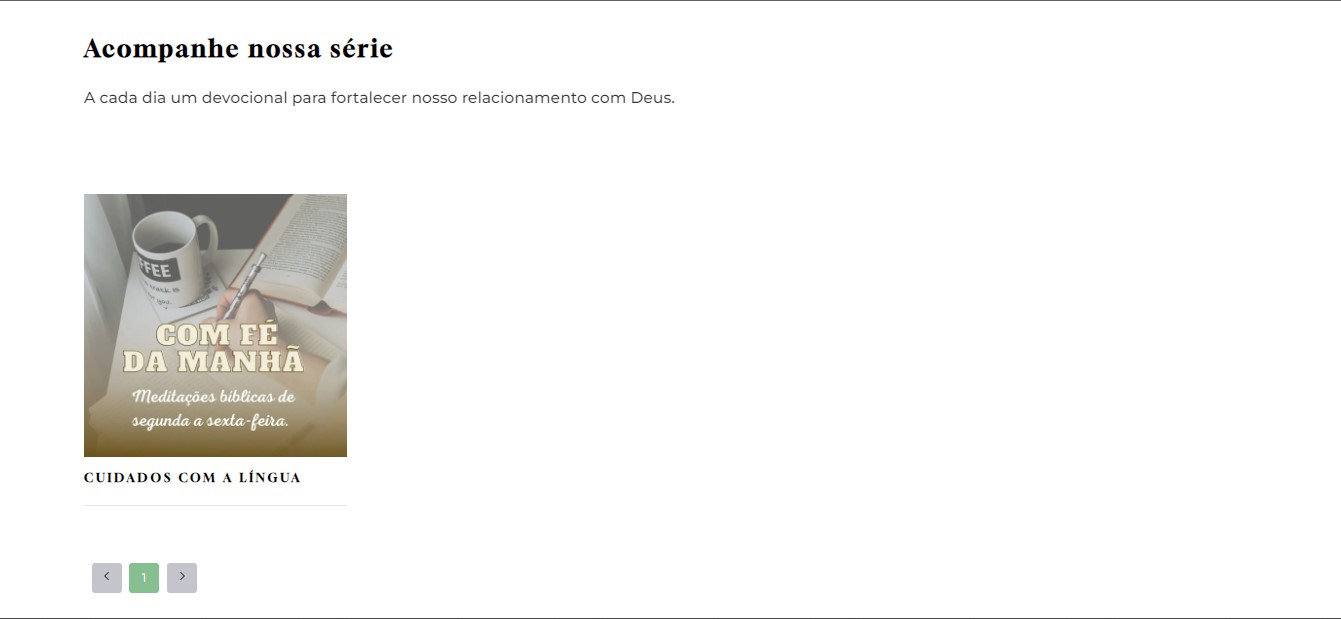 Acompanhe nossa série
A cada dia um devocional para fortalecer nosso relacionamento com Deus.
FFEE
COM FÉ
DA MANHÃ
Meditações bíblicas de
segunda a sexta-feira.
CUIDADOS COM A LÍNGUA
< 1 >